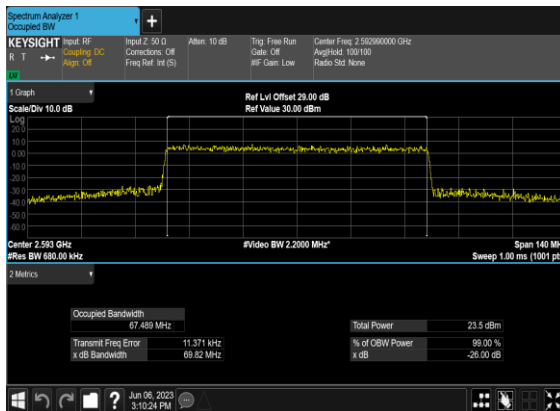 Spectrum Analyzer 1
Occupied BW
KEYSIGHT
R T
Input: RF
Coupling: DC
Align: Off
Input Z: 50 Ω
Corrections: Off
Freq Ref: Int (S)
Atten: 10 dB
Trig: Free Run
Gate: Off
#IF Gain: Low
Center Freq: 2.592990000 GHz
Avg|Hold: 100/100
Radio Std: None
1 Graph
Scale/Div 10.0 dB
Ref Lvl Offset 29.00 dB
Ref Value 30.00 dBm
Log
20.0
10.0
0.00
-10.0
-20.0
-30.0
-40.0
-50.0
-60.0
Center 2.593 GHz
#Res BW 680.00 kHz
#Video BW 2.2000 MHz*
Span 140 MH
Sweep 1.00 ms (1001 pts
2 Metrics
Occupied Bandwidth
67.489 MHz
Transmit Freq Error 11.371 kHz
x dB Bandwidth 69.82 MHz
Total Power 23.5 dBm
% of OBW Power 99.00 %
x dB -26.00 dB
Jun 06, 2023
3:10:24 PM